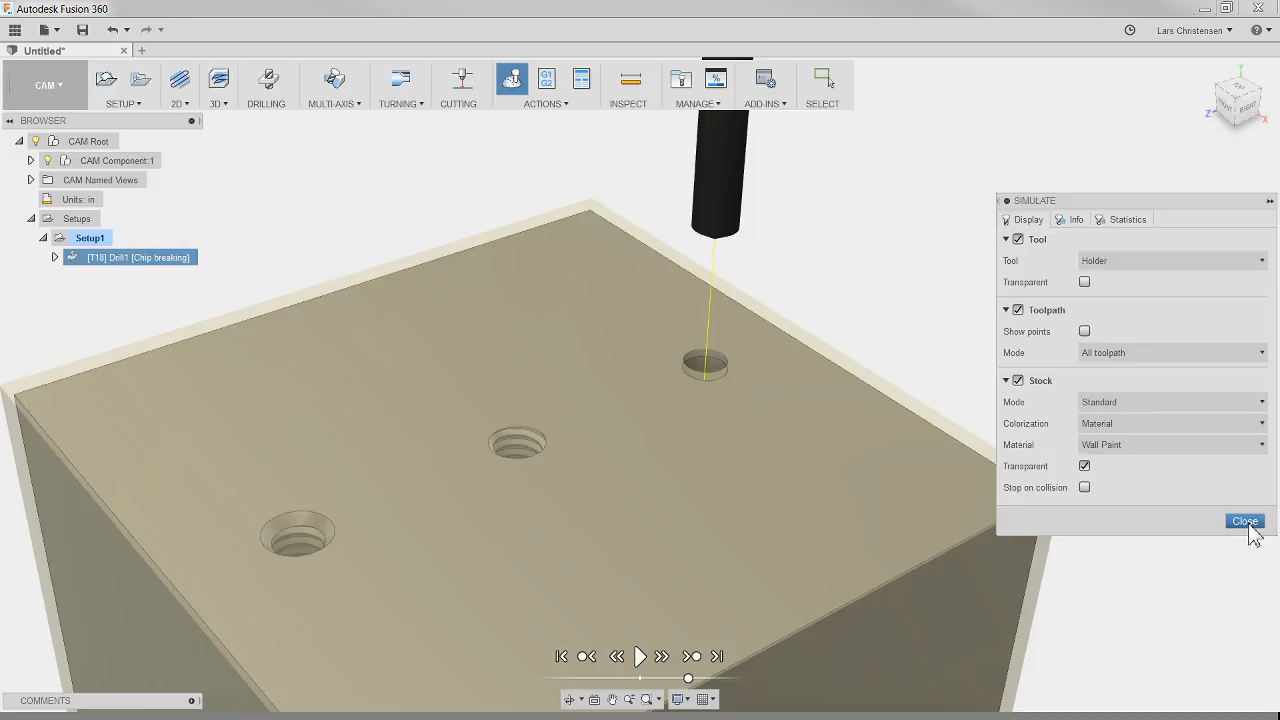 Autodesk Fusion 360
Lars Christensen
Untitled*
CAM
SETUP
2D
3D
DRILLING
MULTI-AXIS
TURNING
CUTTING
G1
G2
ACTIONS
INSPECT
%
MANAGE
ADD-INS
SELECT
BROWSER
CAM Root
CAM Component:1
CAM Named Views
Units: in
Setups
Setup1
[T18] Drill1 [Chip breaking]
Y
Z
X
RIGHT
SIMULATE
Display
Info
Statistics
Tool
Tool
Holder
Transparent
Toolpath
Show points
Mode
All toolpath
Stock
Mode
Standard
Colorization
Material
Material
Wall Paint
Transparent
Stop on collision
Close
COMMENTS